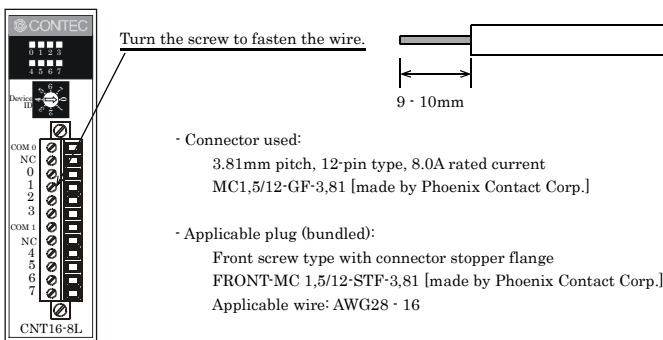 CONTEC
0 1 2 3
4 5 6 7
Device
ID
COM 0
NC
0
1
2
3
COM 1
NC
4
5
6
7
CNT16-8L
Turn the screw to fasten the wire.
9 - 10mm
- Connector used:
3.81mm pitch, 12-pin type, 8.0A rated current
MC1,5/12-GF-3,81 [made by Phoenix Contact Corp.]
- Applicable plug (bundled):
Front screw type with connector stopper flange
FRONT-MC 1,5/12-STF-3,81 [made by Phoenix Contact Corp.]
Applicable wire: AWG28 - 16